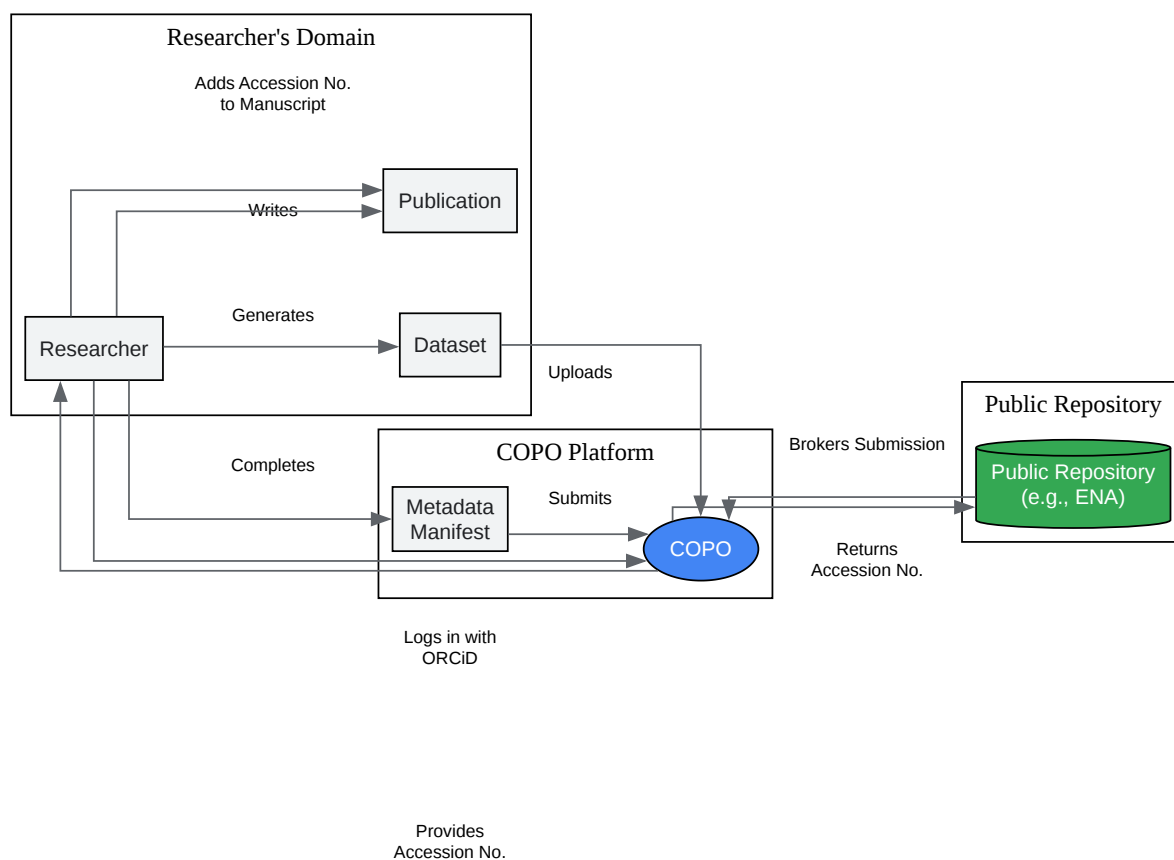 Researcher's Domain
Adds Accession No.
to Manuscript
Publication
Writes
Generates
Researcher
Dataset
Uploads
Public Repository
COPO Platform
Brokers Submission
Completes
Public Repository
(e.g., ENA)
Submits
Metadata
Manifest
COPO
Returns
Accession No.
Logs in with
ORCiD
Provides
Accession No.